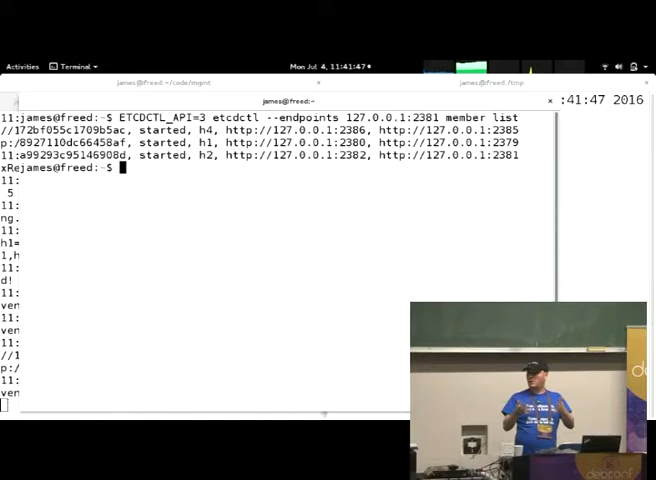 Activities Terminal Mon Jul 4, 11:41:47
james@freed:~/code/mgmt × james@freed:/tmp ×
james@freed:~ × :41:47 2016
11:james@freed:~$ ETCDCTL_API=3 etcdctl --endpoints 127.0.0.1:2381 member list
//172bf055c1709b5ac, started, h4, http://127.0.0.1:2386, http://127.0.0.1:2385
p:/8927110dc66458af, started, h1, http://127.0.0.1:2380, http://127.0.0.1:2379
11:a99293c95146908d, started, h2, http://127.0.0.1:2382, http://127.0.0.1:2381
xRejames@freed:~$
11:
5
11:
ng.
11:
h1=
1,h
11:
d!
11:
ven
11:
ven
11:
//1
p:/
11:
ven
debconf